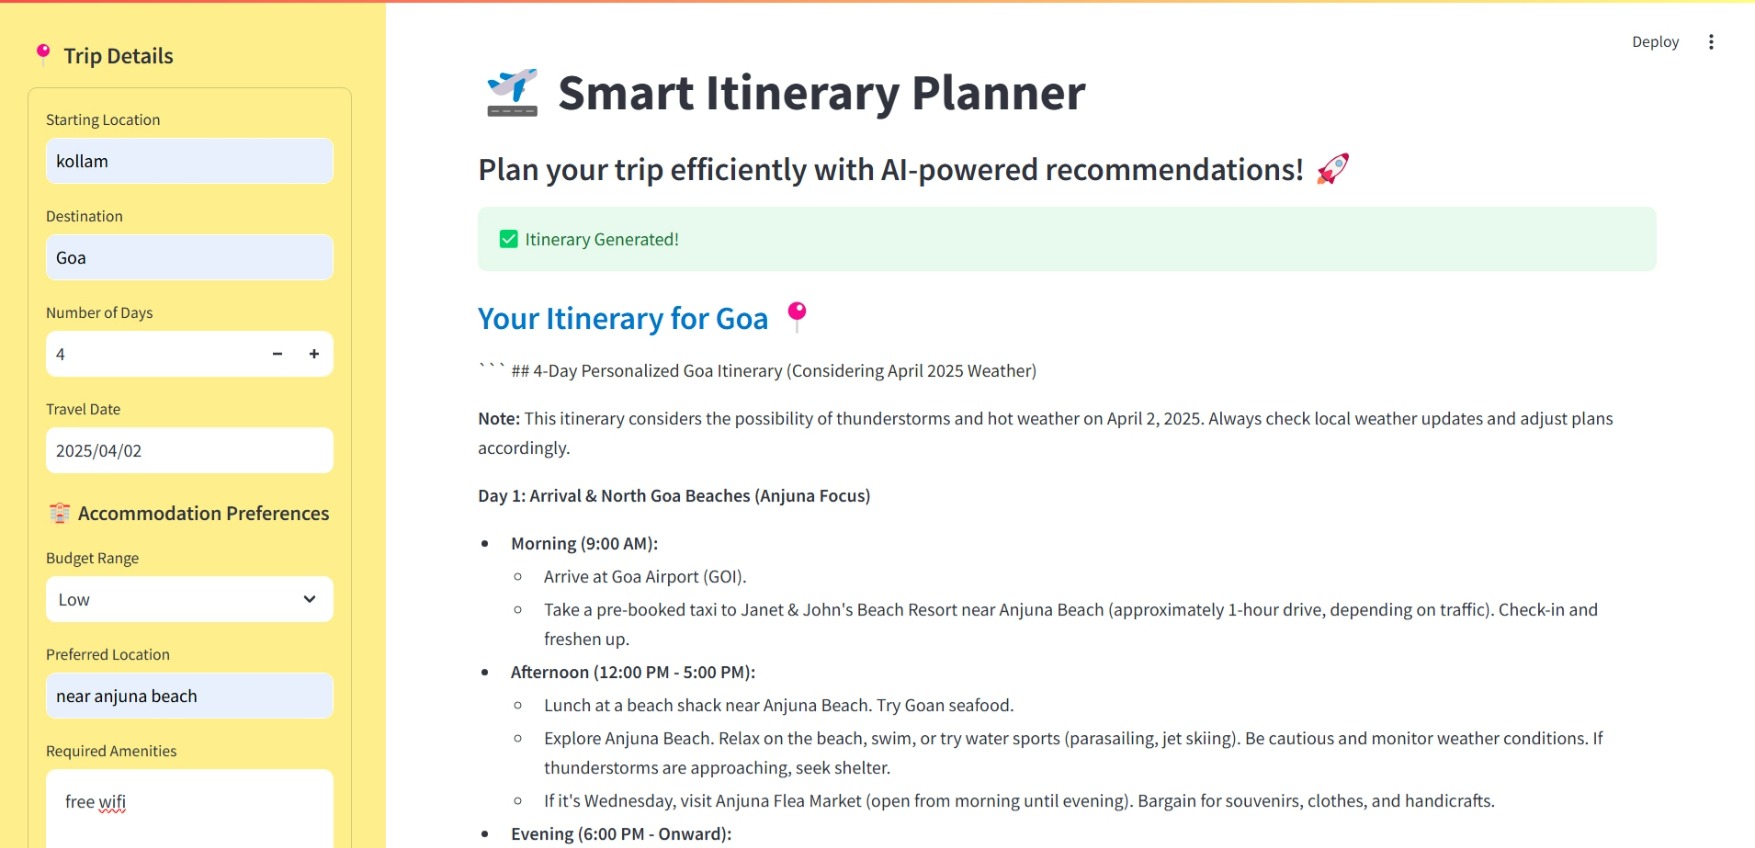 Trip Details
Starting Location
kollam
Destination
Goa
Number of Days
4 − +
Travel Date
2025/04/02
Accommodation Preferences
Budget Range
Low
Preferred Location
near anjuna beach
Required Amenities
free wifi
Deploy
Smart Itinerary Planner
Plan your trip efficiently with AI-powered recommendations!
Itinerary Generated!
Your Itinerary for Goa
``` ## 4-Day Personalized Goa Itinerary (Considering April 2025 Weather)
Note: This itinerary considers the possibility of thunderstorms and hot weather on April 2, 2025. Always check local weather updates and adjust plans
accordingly.
Day 1: Arrival & North Goa Beaches (Anjuna Focus)
Morning (9:00 AM):
Arrive at Goa Airport (GOI).
Take a pre-booked taxi to Janet & John's Beach Resort near Anjuna Beach (approximately 1-hour drive, depending on traffic). Check-in and
freshen up.
Afternoon (12:00 PM - 5:00 PM):
Lunch at a beach shack near Anjuna Beach. Try Goan seafood.
Explore Anjuna Beach. Relax on the beach, swim, or try water sports (parasailing, jet skiing). Be cautious and monitor weather conditions. If
thunderstorms are approaching, seek shelter.
If it's Wednesday, visit Anjuna Flea Market (open from morning until evening). Bargain for souvenirs, clothes, and handicrafts.
Evening (6:00 PM - Onward):